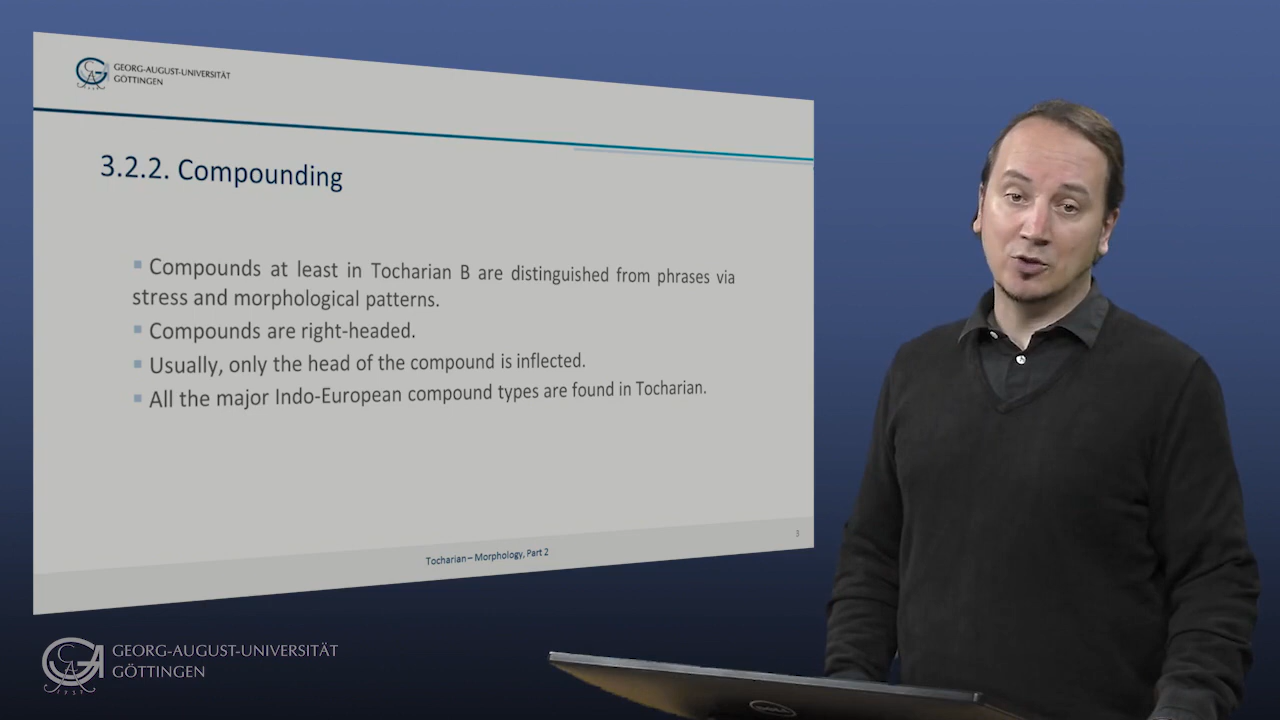 GEORG-AUGUST-UNIVERSITÄT
GÖTTINGEN
3.2.2. Compounding
▪ Compounds at least in Tocharian B are distinguished from phrases via
stress and morphological patterns.
▪ Compounds are right-headed.
▪ Usually, only the head of the compound is inflected.
▪ All the major Indo-European compound types are found in Tocharian.
3
Tocharian – Morphology, Part 2
GEORG-AUGUST-UNIVERSITÄT
GÖTTINGEN